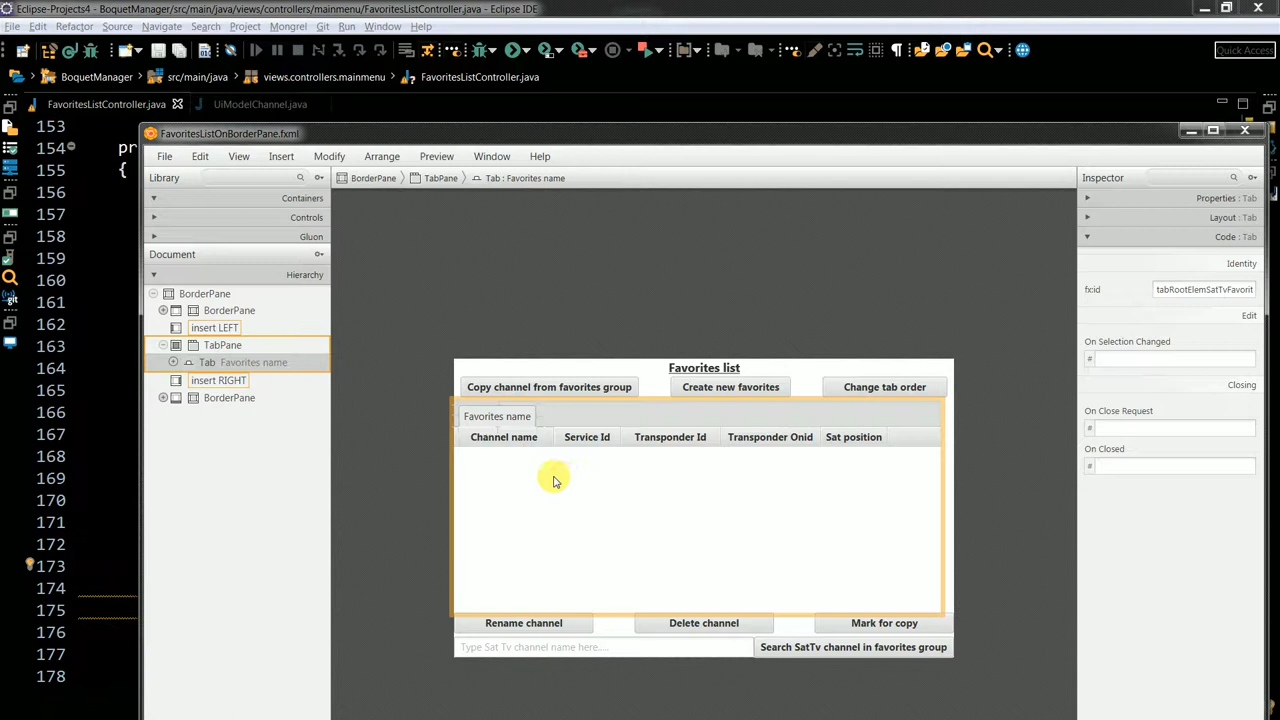 Eclipse-Projects4 - BoquetManager/src/main/java/views/controllers/mainmenu/FavoritesListController.java - Eclipse IDE
File Edit Refactor Source Navigate Search Project Mongrel Git Run Window Help
Quick Access
BoquetManager src/main/java views.controllers.mainmenu FavoritesListController.java
FavoritesListController.java UiModelChannel.java
153
154 pr
155 {
156
157
158
159
160
161
162
163
164
165
166
167
168
169
170
171
172
173
174
175
176
177
178
FavoritesListOnBorderPane.fxml
File Edit View Insert Modify Arrange Preview Window Help
Library
Containers
Controls
Gluon
Document
Hierarchy
BorderPane
BorderPane
insert LEFT
TabPane
Tab Favorites name
insert RIGHT
BorderPane
BorderPane TabPane Tab : Favorites name
Favorites list
Copy channel from favorites group Create new favorites Change tab order
Favorites name
Channel name Service Id Transponder Id Transponder Onid Sat position
Rename channel Delete channel Mark for copy
Type Sat Tv channel name here..... Search SatTv channel in favorites group
Inspector
Properties : Tab
Layout : Tab
Code : Tab
Identity
fx:id tabRootElemSatTvFavorit
Edit
On Selection Changed
#
Closing
On Close Request
#
On Closed
#